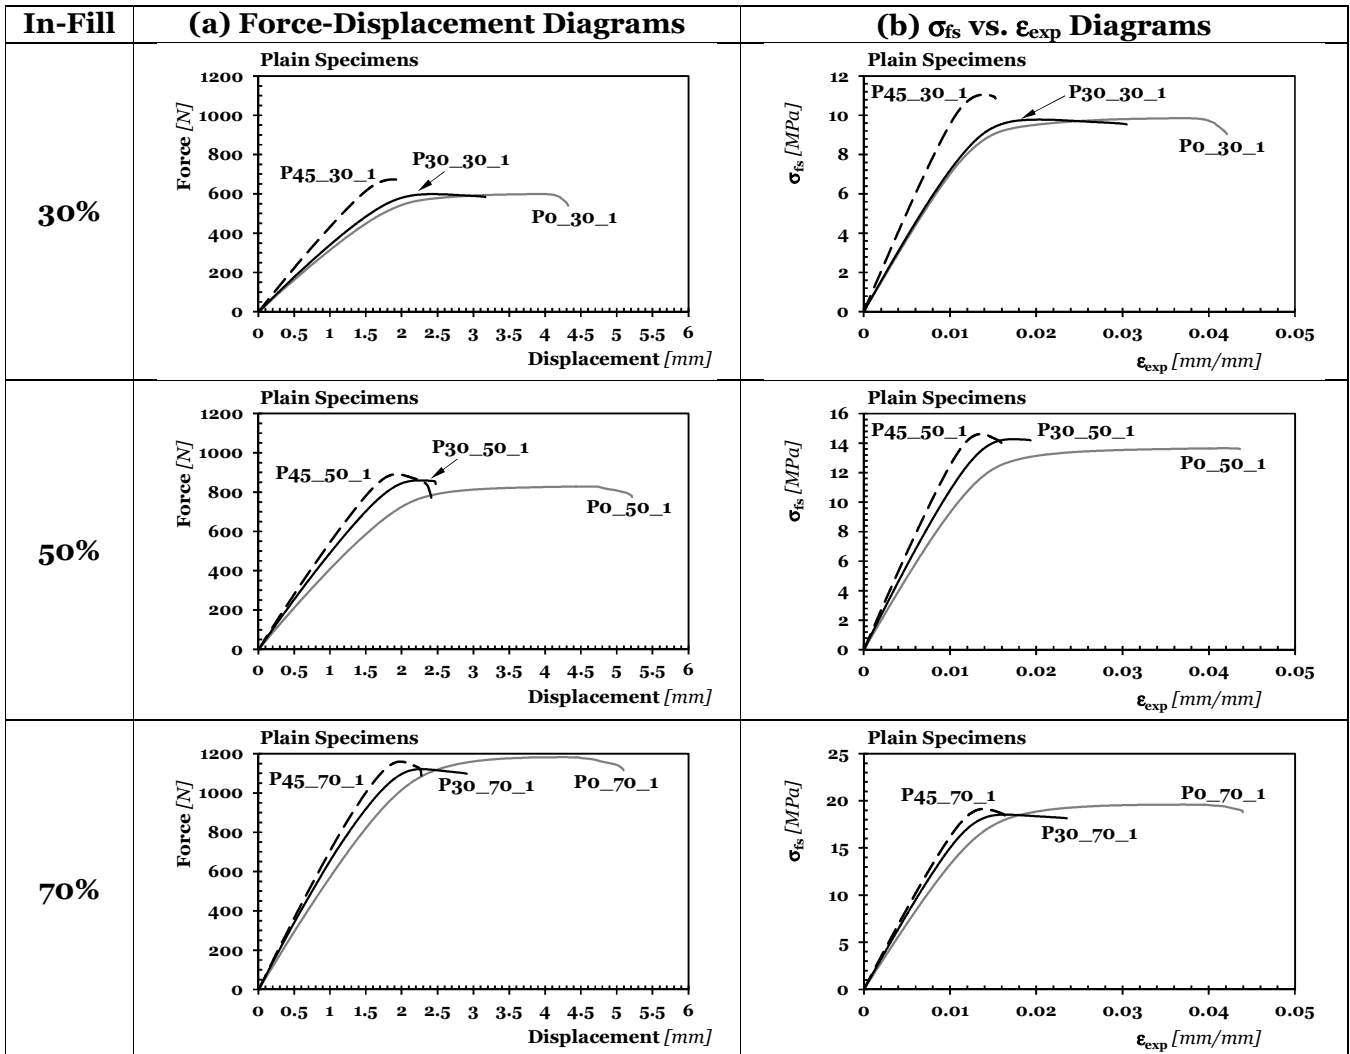 In-Fill
(a) Force-Displacement Diagrams
(b) σfs vs. εexp Diagrams
30%
Plain Specimens
Force [N]
1200
1000
800
600
400
200
0
P45_30_1
P30_30_1
P0_30_1
0 0.5 1 1.5 2 2.5 3 3.5 4 4.5 5 5.5 6
Displacement [mm]
Plain Specimens
σfs [MPa]
12
10
8
6
4
2
0
P45_30_1
P30_30_1
P0_30_1
0 0.01 0.02 0.03 0.04 0.05
εexp [mm/mm]
50%
Plain Specimens
Force [N]
1200
1000
800
600
400
200
0
P45_50_1
P30_50_1
P0_50_1
0 0.5 1 1.5 2 2.5 3 3.5 4 4.5 5 5.5 6
Displacement [mm]
Plain Specimens
σfs [MPa]
16
14
12
10
8
6
4
2
0
P45_50_1
P30_50_1
P0_50_1
0 0.01 0.02 0.03 0.04 0.05
εexp [mm/mm]
70%
Plain Specimens
Force [N]
1200
1000
800
600
400
200
0
P45_70_1
P30_70_1
P0_70_1
0 0.5 1 1.5 2 2.5 3 3.5 4 4.5 5 5.5 6
Displacement [mm]
Plain Specimens
σfs [MPa]
25
20
15
10
5
0
P45_70_1
P30_70_1
P0_70_1
0 0.01 0.02 0.03 0.04 0.05
εexp [mm/mm]